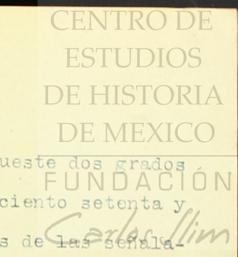 CENTRO DE
ESTUDIOS
DE HISTORIA
DE MEXICO
ueste dos grados
FUNDACIÓN
ciento setenta y
Carlos Slim
s de las señala-